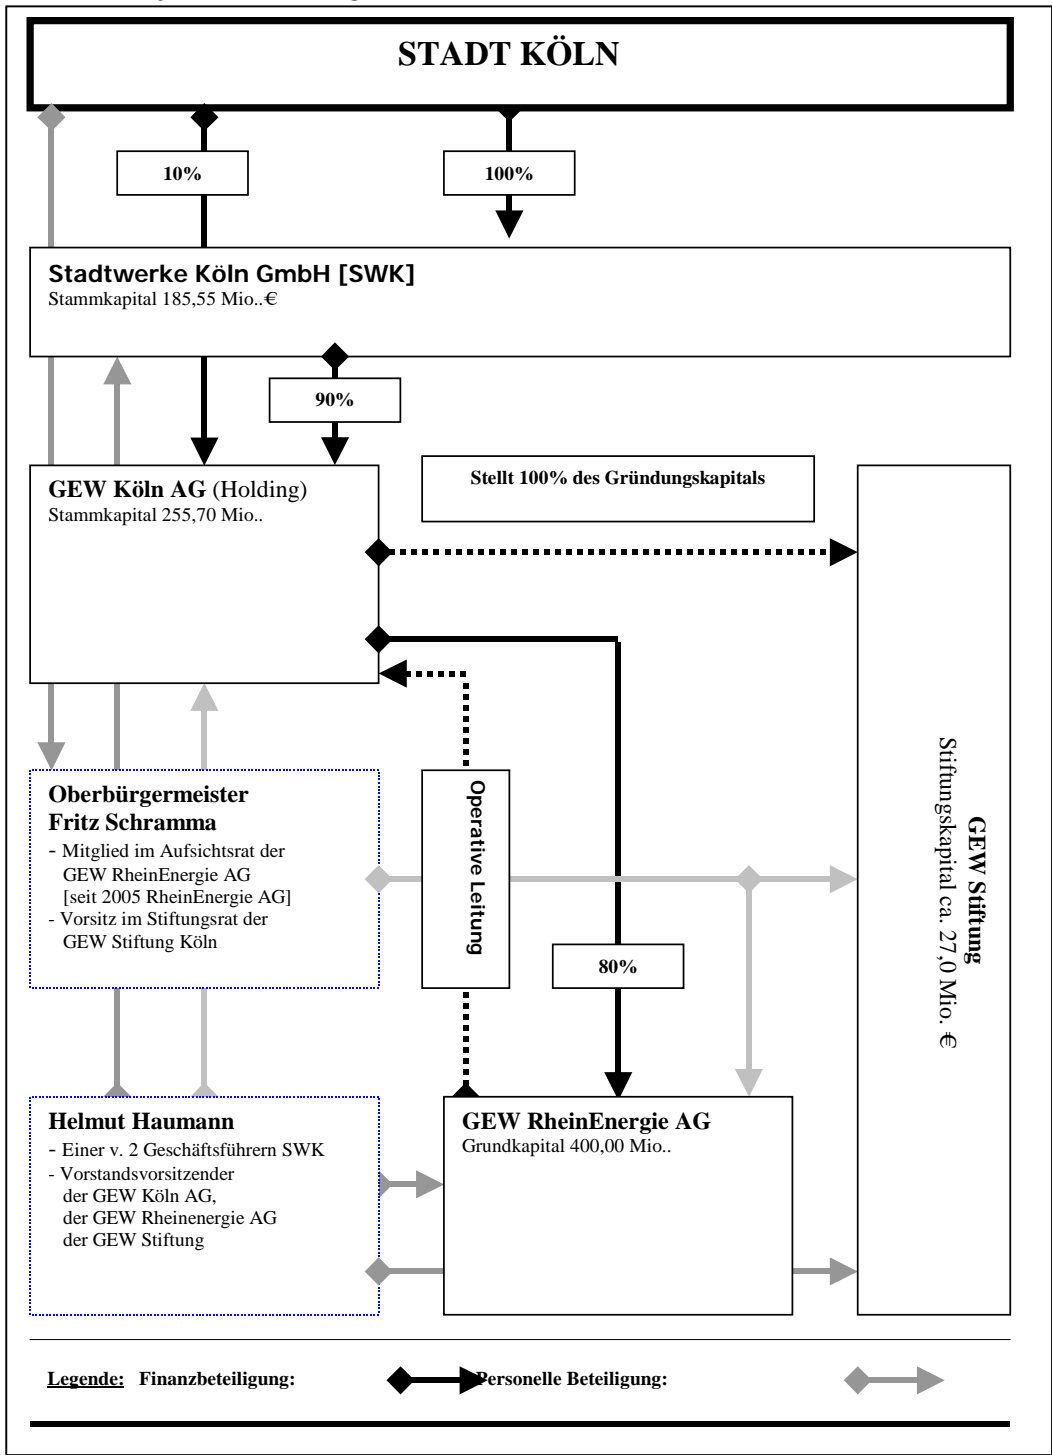 STADT KÖLN
10%
100%
Stadtwerke Köln GmbH [SWK]
Stammkapital 185,55 Mio..€
90%
GEW Köln AG (Holding)
Stammkapital 255,70 Mio..
Stellt 100% des Gründungskapitals
Oberbürgermeister
Fritz Schramma
- Mitglied im Aufsichtsrat der
GEW RheinEnergie AG
[seit 2005 RheinEnergie AG]
- Vorsitz im Stiftungsrat der
GEW Stiftung Köln
Operative Leitung
80%
GEW Stiftung
Stiftungskapital ca. 27,0 Mio. €
Helmut Haumann
- Einer v. 2 Geschäftsführern SWK
- Vorstandsvorsitzender
der GEW Köln AG,
der GEW Rheinenergie AG
der GEW Stiftung
GEW RheinEnergie AG
Grundkapital 400,00 Mio..
Legende: Finanzbeteiligung: Personelle Beteiligung: